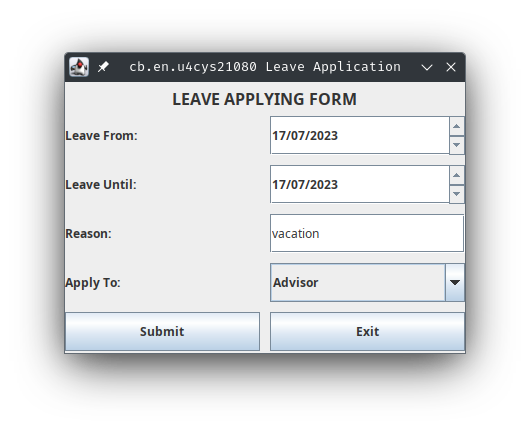 cb.en.u4cys21080 Leave Application
LEAVE APPLYING FORM
Leave From: 17/07/2023
Leave Until: 17/07/2023
Reason: vacation
Apply To: Advisor
Submit Exit